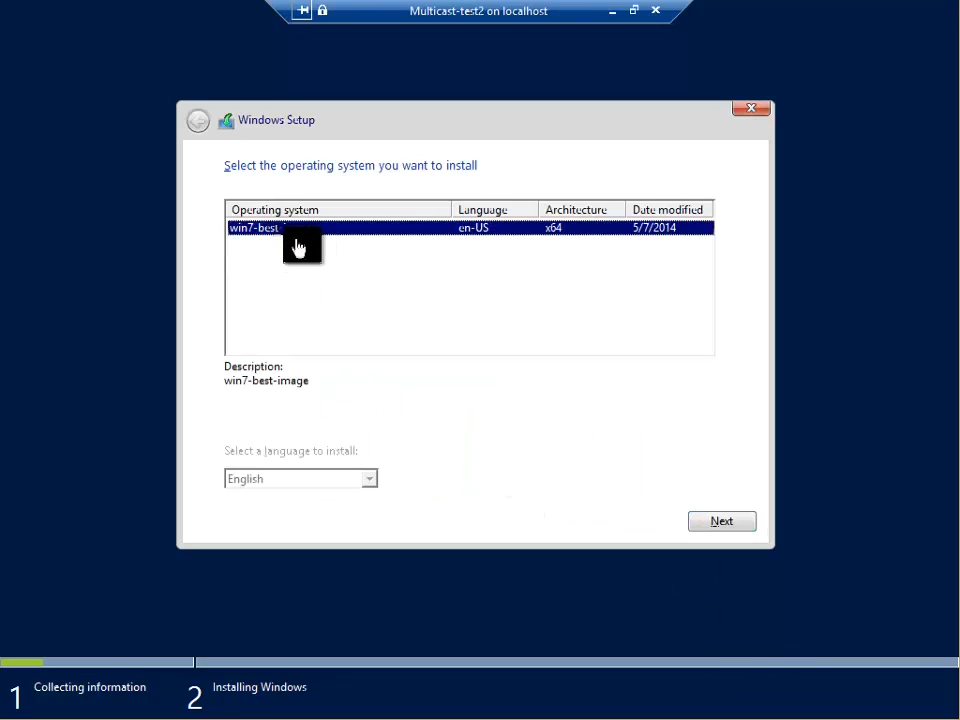 Multicast-test2 on localhost
Windows Setup
Select the operating system you want to install
Operating system Language Architecture Date modified
win7-best- en-US x64 5/7/2014
Description:
win7-best-image
Select a language to install:
English
Next
1 Collecting information 2 Installing Windows